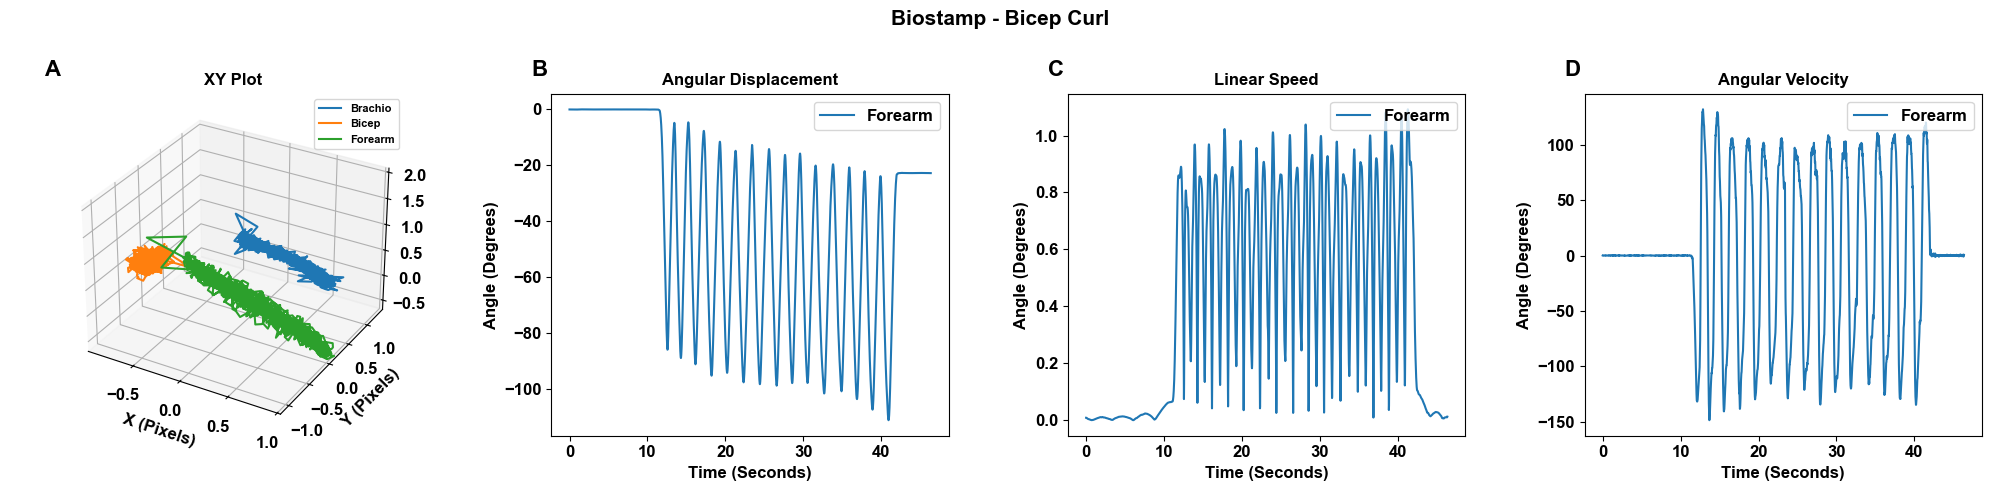 Biostamp - Bicep Curl
A
XY Plot
Brachio
Bicep
Forearm
2.0
1.5
1.0
0.5
0.0
−0.5
−0.5
0.0
0.5
1.0
X (Pixels)
1.0
0.5
0.0
−0.5
−1.0
Y (Pixels)
B
Angular Displacement
Forearm
0
−20
−40
−60
−80
−100
Angle (Degrees)
0 10 20 30 40
Time (Seconds)
C
Linear Speed
Forearm
1.0
0.8
0.6
0.4
0.2
0.0
Angle (Degrees)
0 10 20 30 40
Time (Seconds)
D
Angular Velocity
Forearm
100
50
0
−50
−100
−150
Angle (Degrees)
0 10 20 30 40
Time (Seconds)